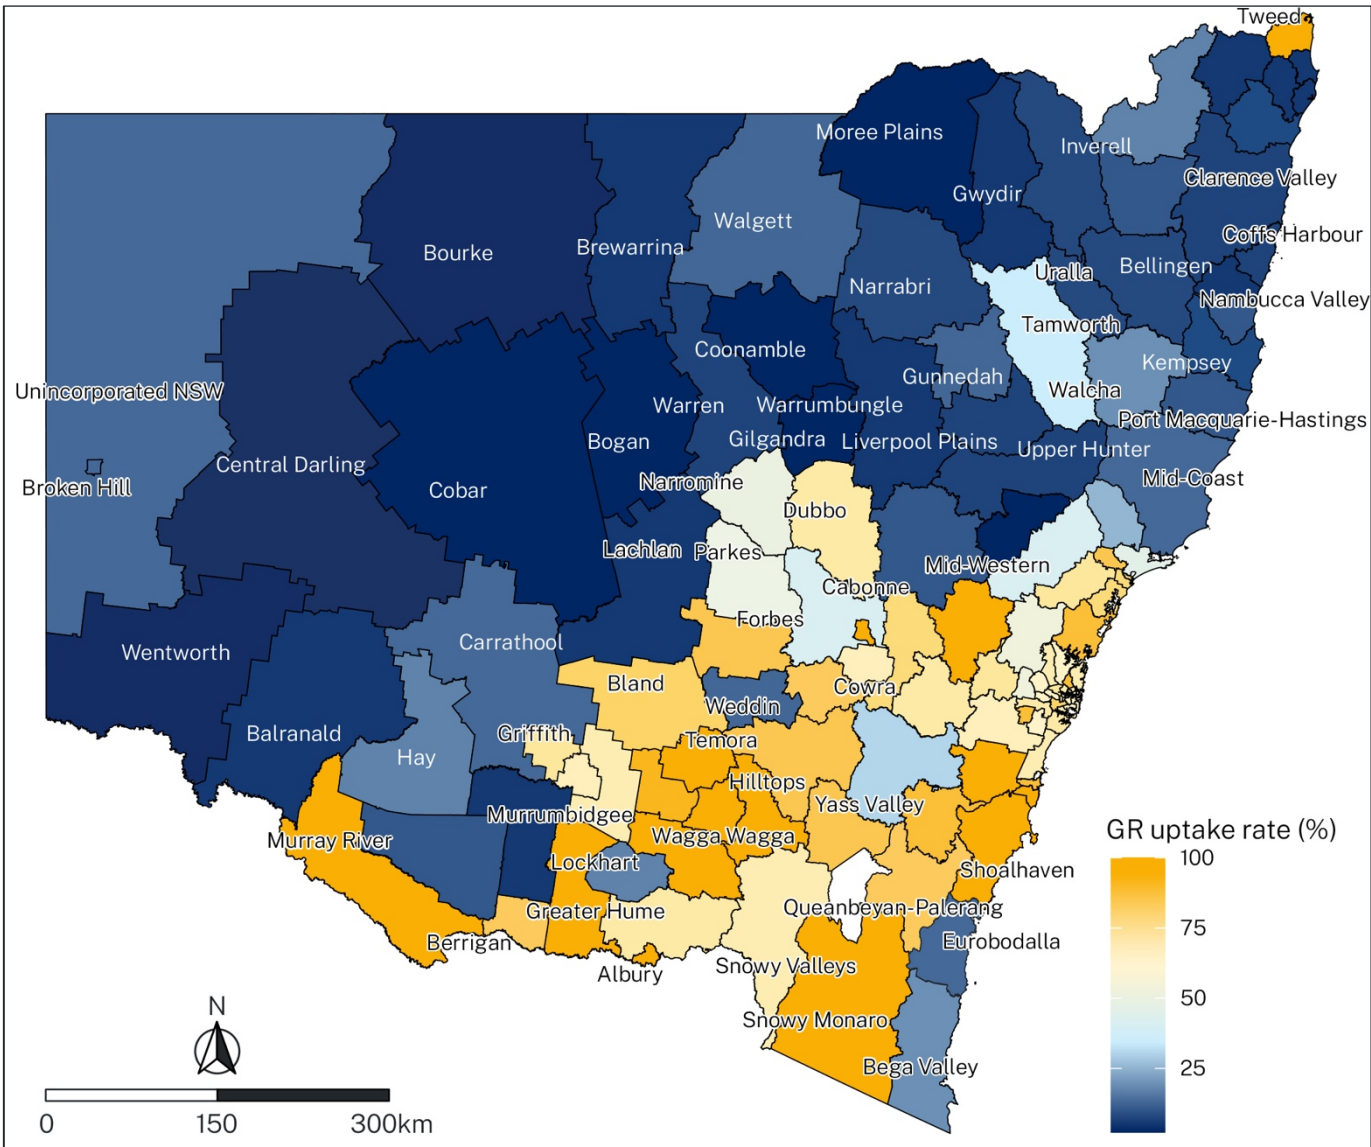 Tweed
Moree Plains
Inverell
Clarence Valley
Gwydir
Walgett
Coffs Harbour
Brewarrina
Bourke
Bellingen
Uralla
Narrabri
Nambucca Valley
Tamworth
Coonamble
Kempsey
Gunnedah
Walcha
Unincorporated NSW
Warren
Warrumbungle
Port Macquarie-Hastings
Bogan
Gilgandra
Liverpool Plains
Upper Hunter
Central Darling
Mid-Coast
Narromine
Broken Hill
Cobar
Dubbo
Lachlan
Parkes
Mid-Western
Cabonne
Forbes
Carrathool
Wentworth
Bland
Cowra
Weddin
Balranald
Griffith
Temora
Hay
Hilltops
Yass Valley
Murrumbidgee
GR uptake rate (%)
Murray River
Wagga Wagga
100
Lockhart
Shoalhaven
Greater Hume
Queanbeyan-Palerang
75
Berrigan
Eurobodalla
Albury
Snowy Valleys
50
N
Snowy Monaro
Bega Valley
25
0
150
300km